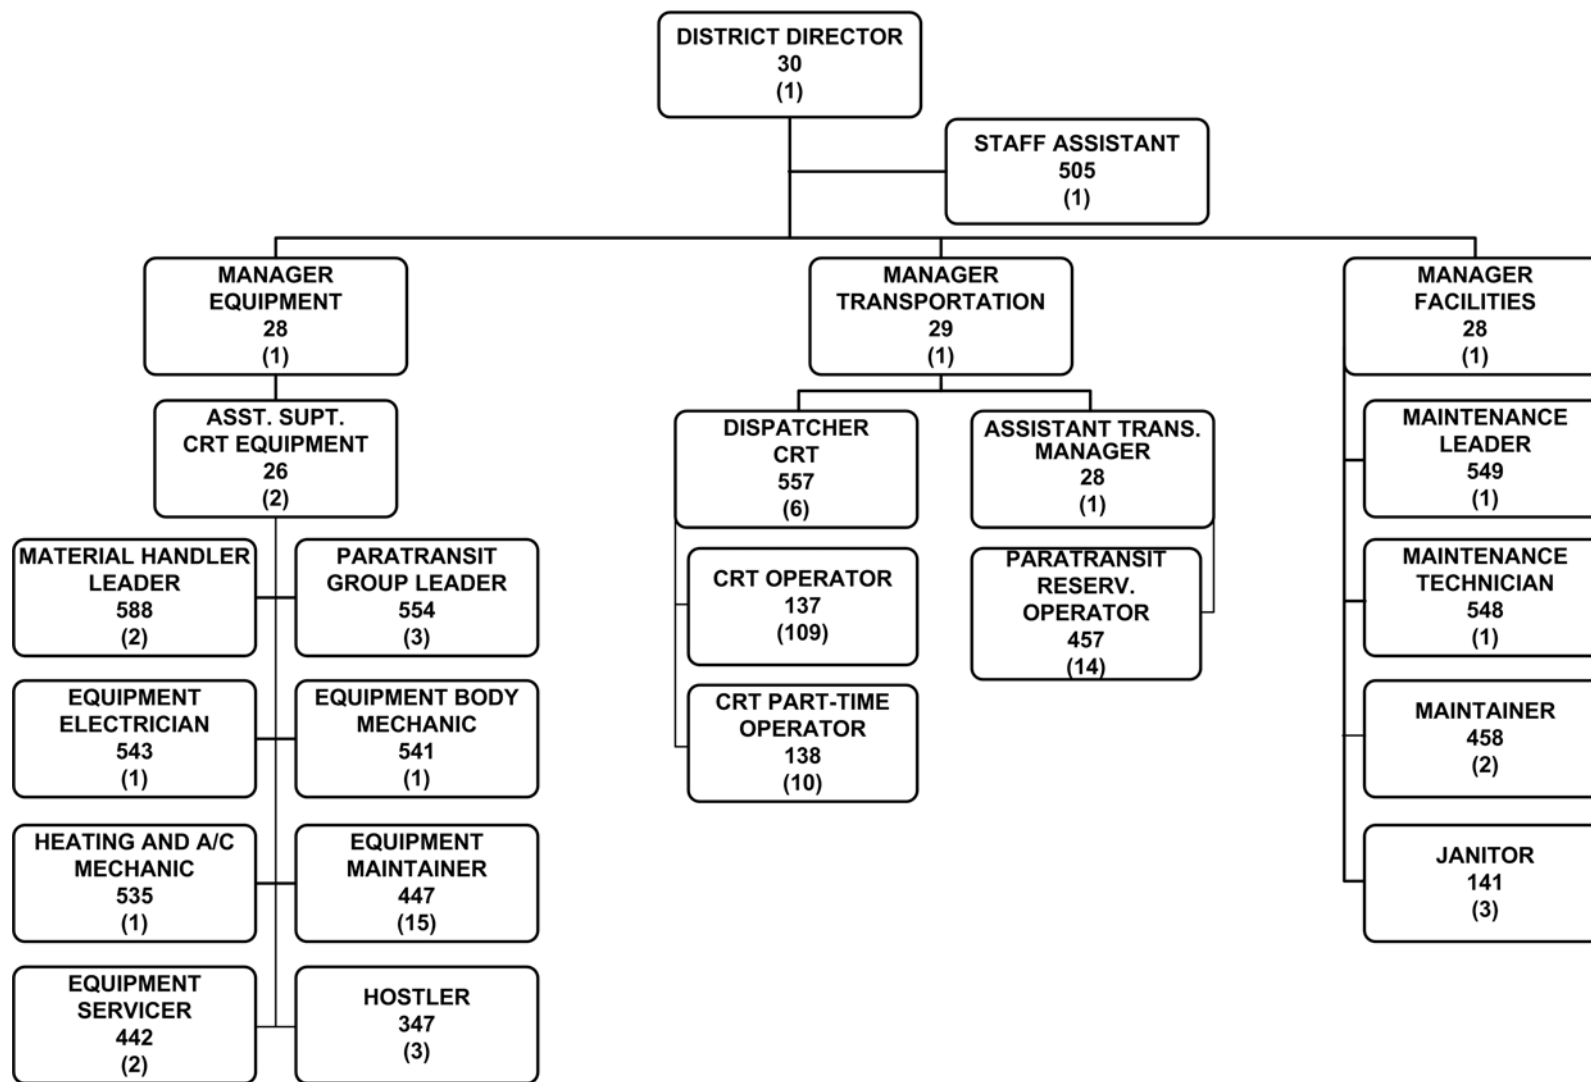 DISTRICT DIRECTOR
30
(1)
STAFF ASSISTANT
505
(1)
MANAGER
EQUIPMENT
28
(1)
MANAGER
TRANSPORTATION
29
(1)
MANAGER
FACILITIES
28
(1)
ASST. SUPT.
CRT EQUIPMENT
26
(2)
DISPATCHER
CRT
557
(6)
ASSISTANT TRANS.
MANAGER
28
(1)
MAINTENANCE
LEADER
549
(1)
MATERIAL HANDLER
LEADER
588
(2)
PARATRANSIT
GROUP LEADER
554
(3)
CRT OPERATOR
137
(109)
PARATRANSIT
RESERV.
OPERATOR
457
(14)
MAINTENANCE
TECHNICIAN
548
(1)
EQUIPMENT
ELECTRICIAN
543
(1)
EQUIPMENT BODY
MECHANIC
541
(1)
CRT PART-TIME
OPERATOR
138
(10)
MAINTAINER
458
(2)
HEATING AND A/C
MECHANIC
535
(1)
EQUIPMENT
MAINTAINER
447
(15)
JANITOR
141
(3)
EQUIPMENT
SERVICER
442
(2)
HOSTLER
347
(3)